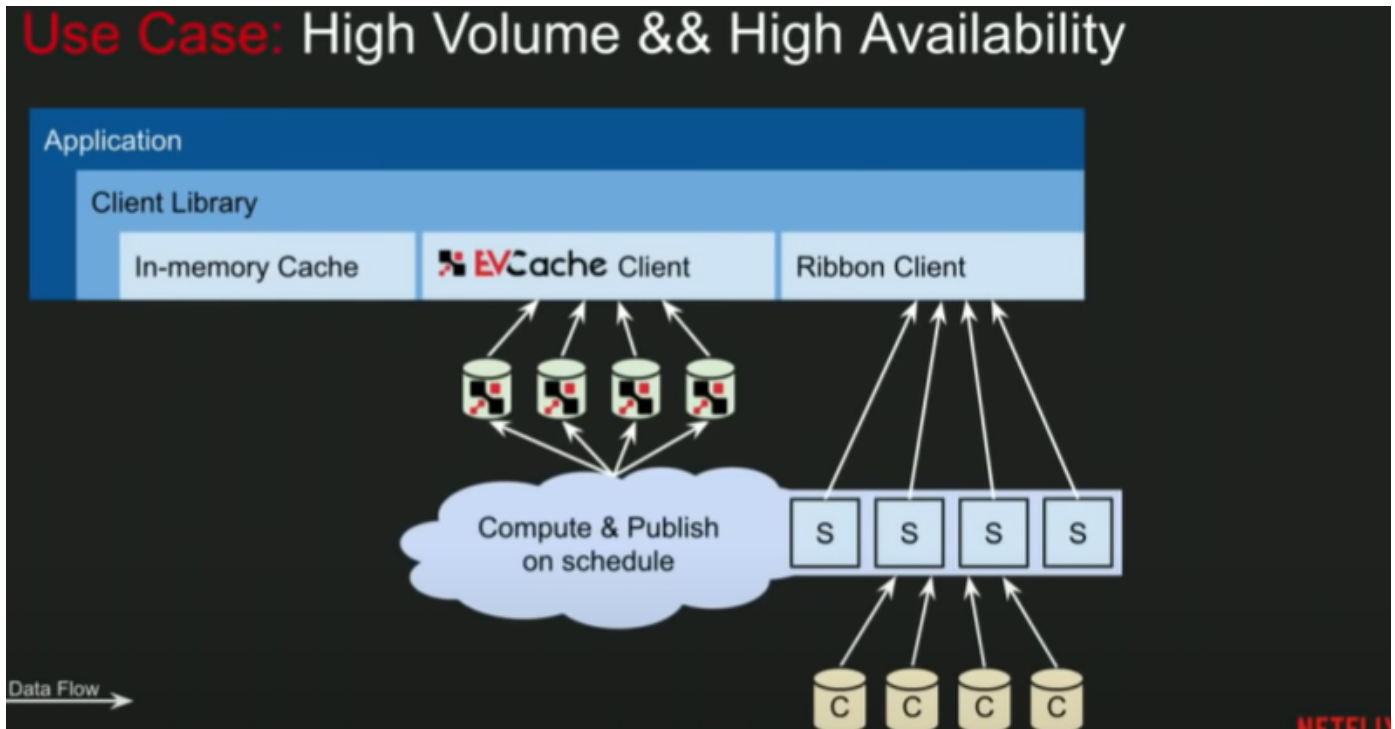 Use Case: High Volume && High Availability
Application
Client Library
In-memory Cache
EVCache Client
Ribbon Client
Compute & Publish
on schedule
S
S
S
S
C
C
C
C
Data Flow
NETFLIX